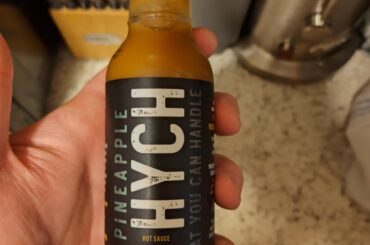 PINEAPPLE
HYCH
HOT SAUCE
AT YOU CAN HANDLE